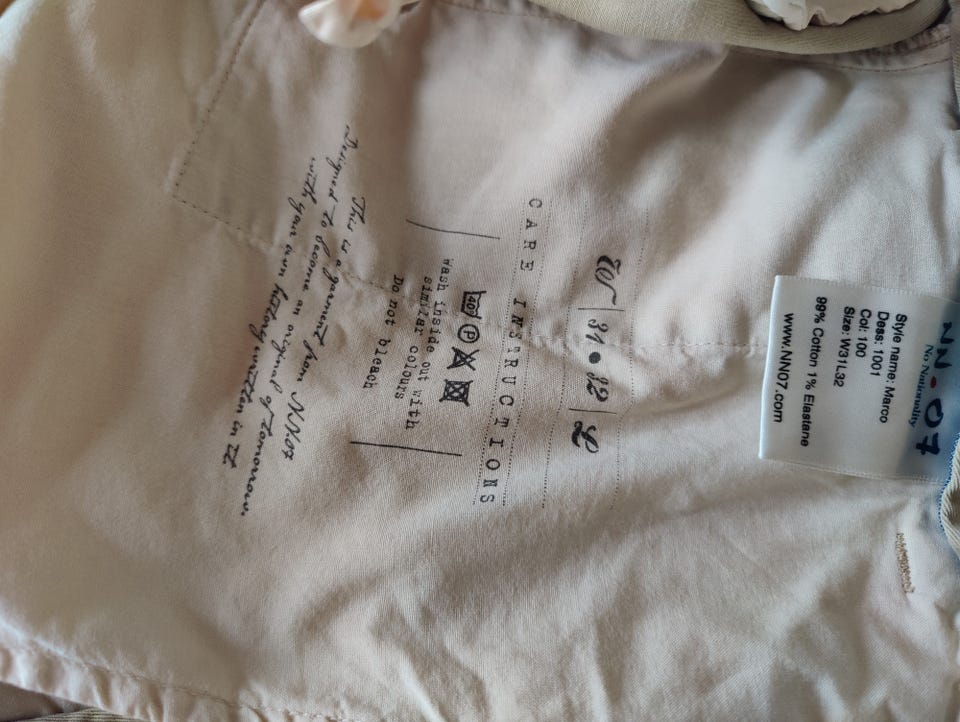 NN.07
No Nationality
Style name: Marco
Dess: 1001
Col: 100
Size: W31L32
99% Cotton 1% Elastane
www.NN07.com
W 31 • 32 L
CARE INSTRUCTIONS
40 P
Wash inside out with
similar colours
Do not bleach
This is a garment from NN07
Designed to become an original of tomorrow.
with your own history written in it